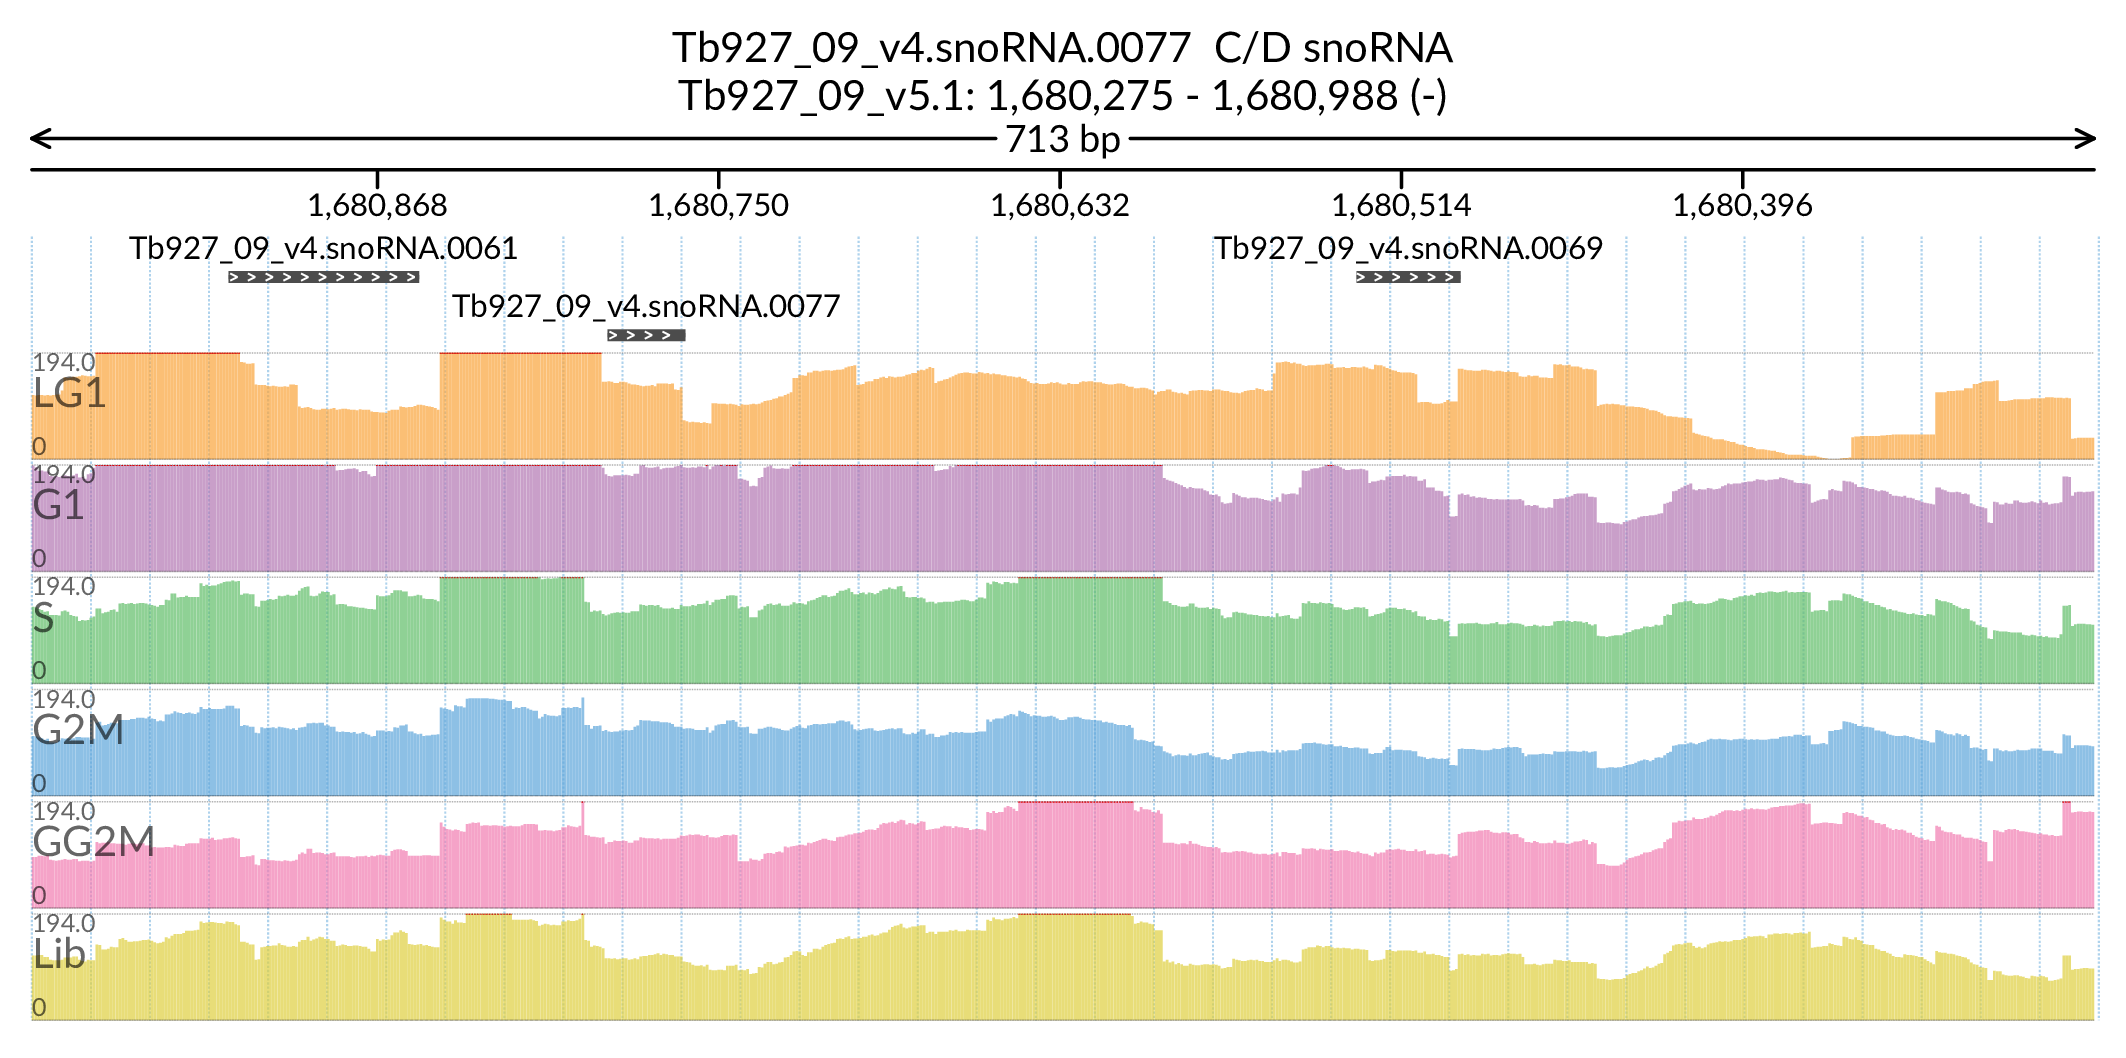 Tb927_09_v4.snoRNA.0077 C/D snoRNA
Tb927_09_v5.1: 1,680,275 - 1,680,988 (-)
713 bp
1,680,868 1,680,750 1,680,632 1,680,514 1,680,396
Tb927_09_v4.snoRNA.0061 Tb927_09_v4.snoRNA.0069
Tb927_09_v4.snoRNA.0077
194.0
LG1
0
194.0
G1
0
194.0
S
0
194.0
G2M
0
194.0
GG2M
0
194.0
Lib
0